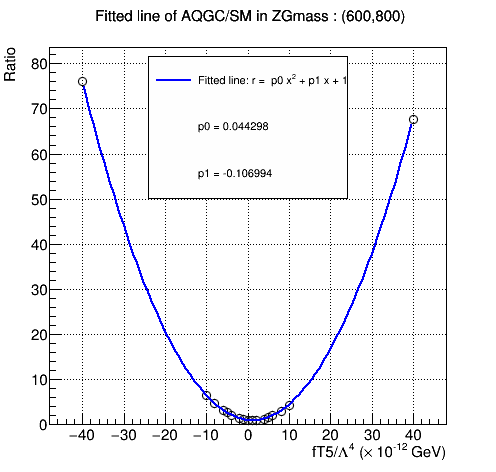 Fitted line of AQGC/SM in ZGmass : (600,800)
Ratio
Fitted line: r = p0 x² + p1 x + 1
p0 = 0.044298
p1 = -0.106994
80
70
60
50
40
30
20
10
0
−40 −30 −20 −10 0 10 20 30 40
fT5/Λ⁴ (× 10⁻¹² GeV)